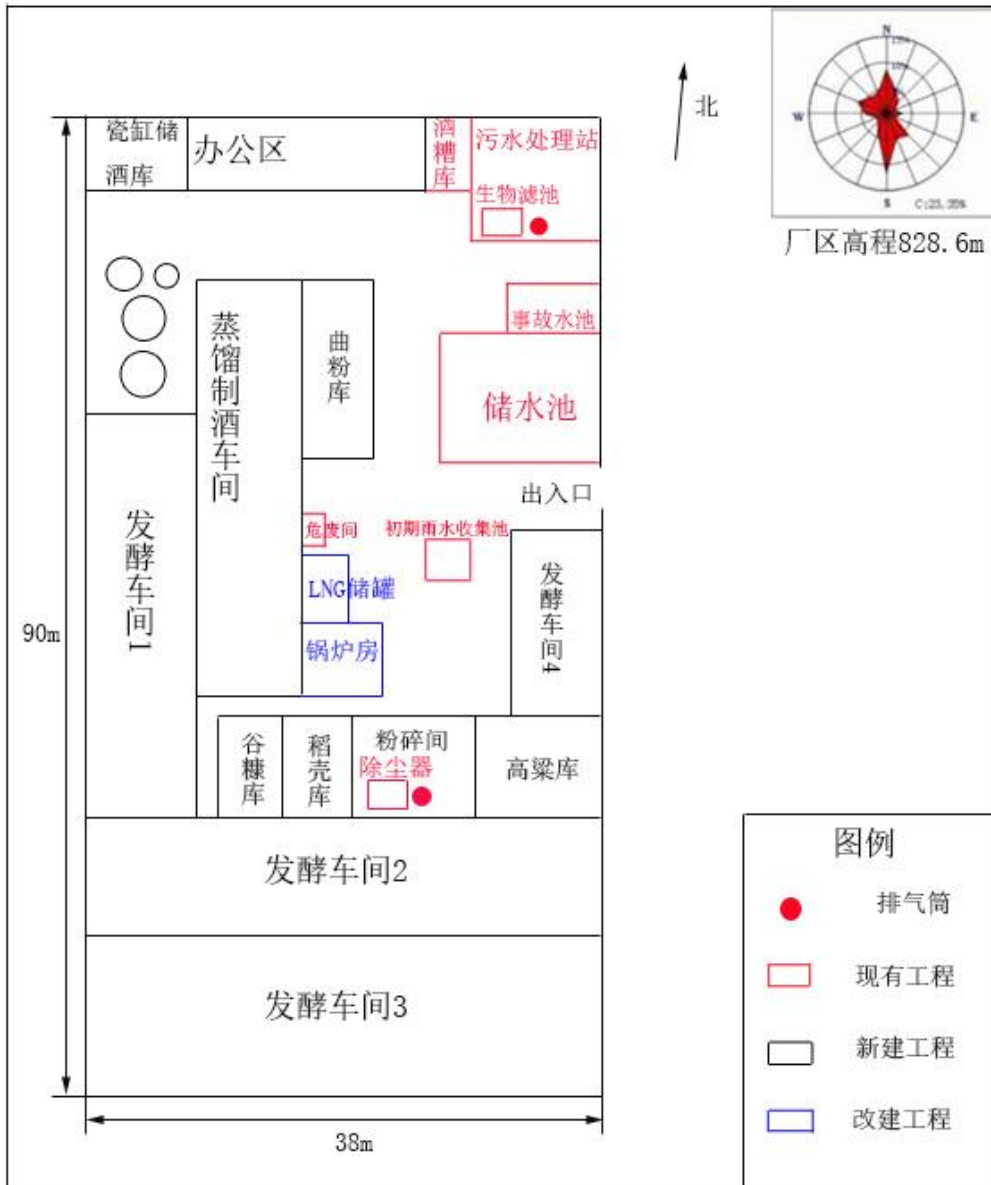 N
W
E
S
C:23.35%
厂区高程828.6m
北
瓷缸储
酒库
办公区
酒糟库
污水处理站
生物滤池
事故水池
储水池
蒸馏制酒车间
曲粉库
出入口
发酵车间1
危废间
初期雨水收集池
LNG储罐
锅炉房
发酵车间4
90m
谷糠库
稻壳库
粉碎间
除尘器
高粱库
发酵车间2
发酵车间3
38m
图例
排气筒
现有工程
新建工程
改建工程